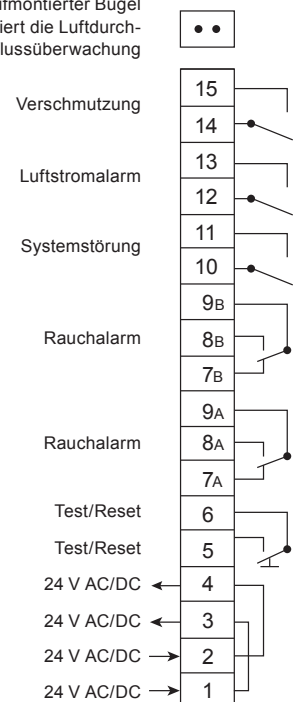 ufmontierter Bügel
iert die Luftdurch-
lussüberwachung
15
Verschmutzung
14
13
Luftstromalarm
12
11
Systemstörung
10
9B
Rauchalarm 8B
7B
9A
Rauchalarm 8A
7A
Test/Reset 6
Test/Reset 5
24 V AC/DC 4
24 V AC/DC 3
24 V AC/DC 2
24 V AC/DC 1